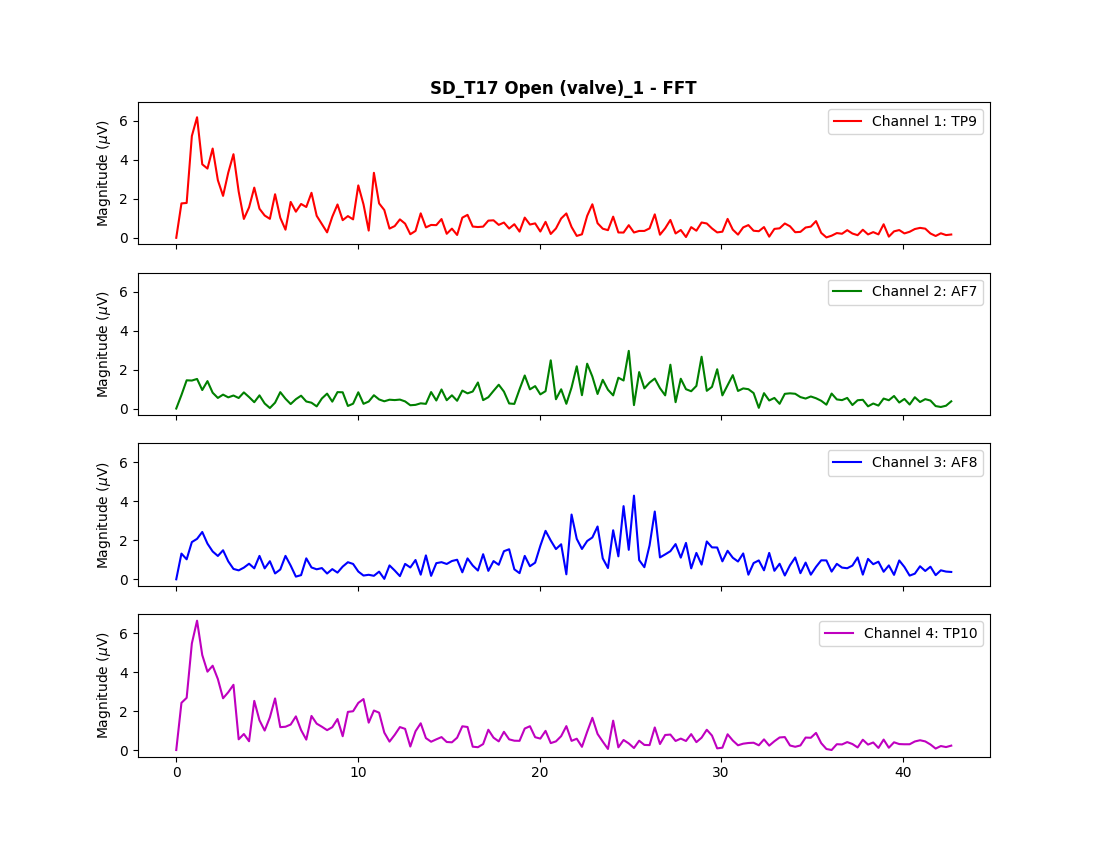 SD_T17 Open (valve)_1 - FFT
Magnitude (μV)
6
4
2
0
Channel 1: TP9
Magnitude (μV)
6
4
2
0
Channel 2: AF7
Magnitude (μV)
6
4
2
0
Channel 3: AF8
Magnitude (μV)
6
4
2
0
Channel 4: TP10
0 10 20 30 40